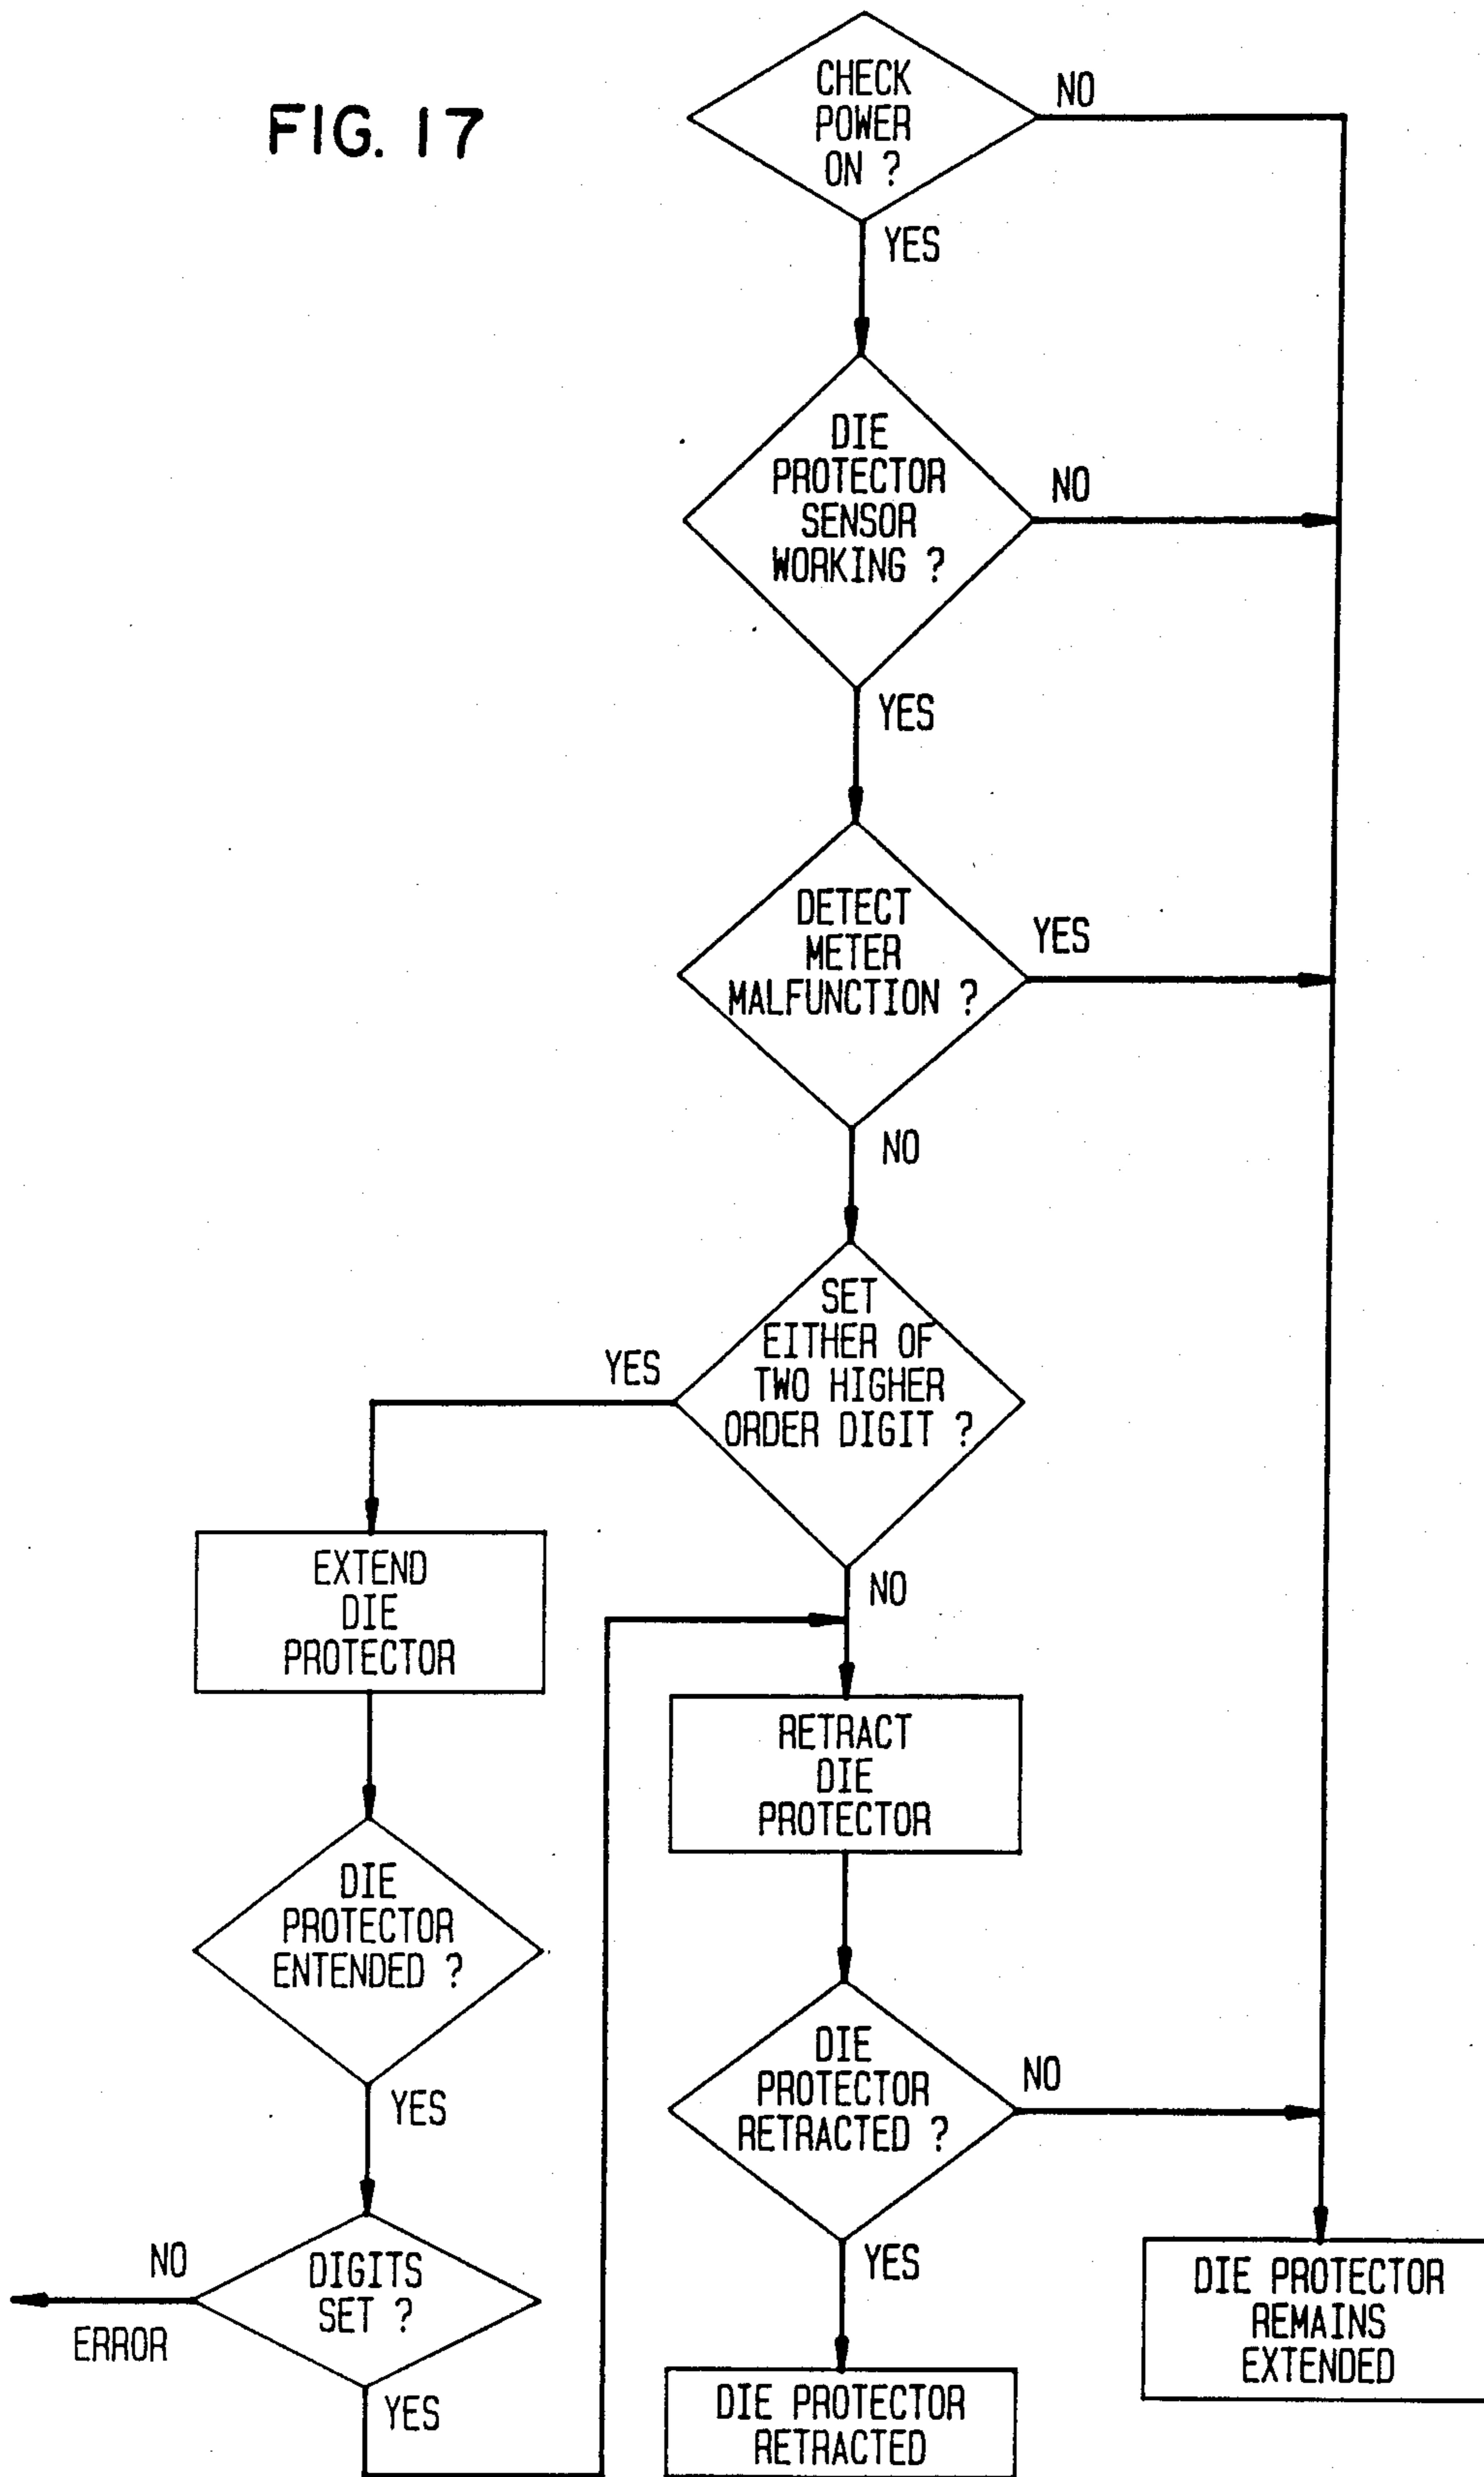 FIG. 17
CHECK
POWER
ON ?
NO
YES
DIE
PROTECTOR
SENSOR
WORKING ?
NO
YES
DETECT
METER
MALFUNCTION ?
YES
NO
SET
EITHER OF
TWO HIGHER
ORDER DIGIT ?
YES
NO
EXTEND
DIE
PROTECTOR
RETRACT
DIE
PROTECTOR
DIE
PROTECTOR
ENTENDED ?
YES
DIE
PROTECTOR
RETRACTED ?
NO
YES
DIGITS
SET ?
NO
ERROR
YES
DIE PROTECTOR
RETRACTED
DIE PROTECTOR
REMAINS
EXTENDED